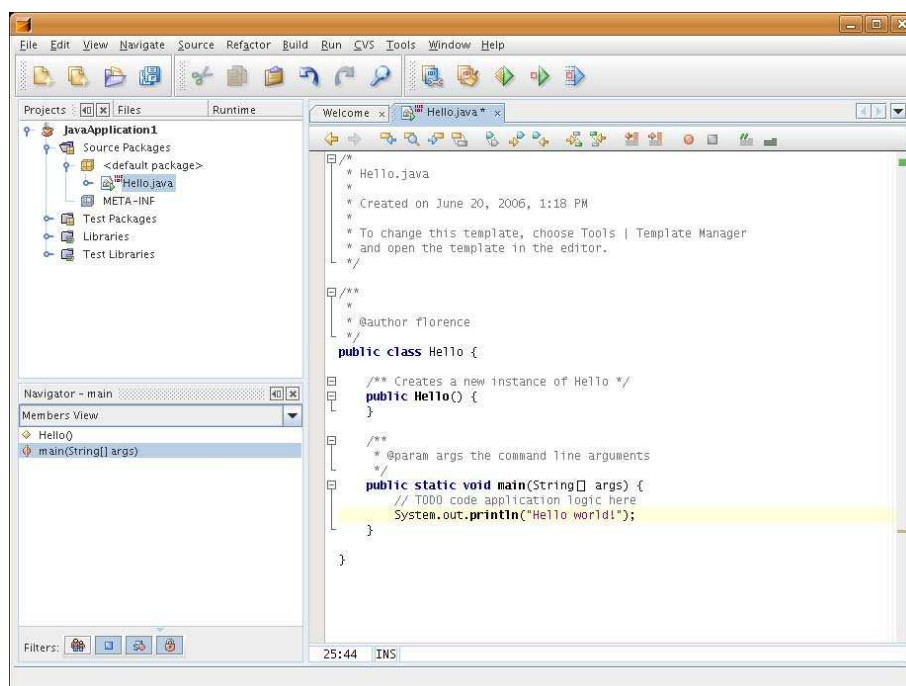 File Edit View Navigate Source Refactor Build Run CVS Tools Window Help
Projects Files Runtime
JavaApplication1
Source Packages
<default package>
Hello.java
META-INF
Test Packages
Libraries
Test Libraries
Navigator - main
Members View
Hello()
main(String[] args)
Filters:
Welcome x Hello.java * x
/*
* Hello.java
*
* Created on June 20, 2006, 1:18 PM
*
* To change this template, choose Tools | Template Manager
* and open the template in the editor.
*/
/**
*
* @author florence
*/
public class Hello {
/** Creates a new instance of Hello */
public Hello() {
}
/**
* @param args the command line arguments
*/
public static void main(String[] args) {
// TODO code application logic here
System.out.println("Hello world!");
}
}
25:44 INS